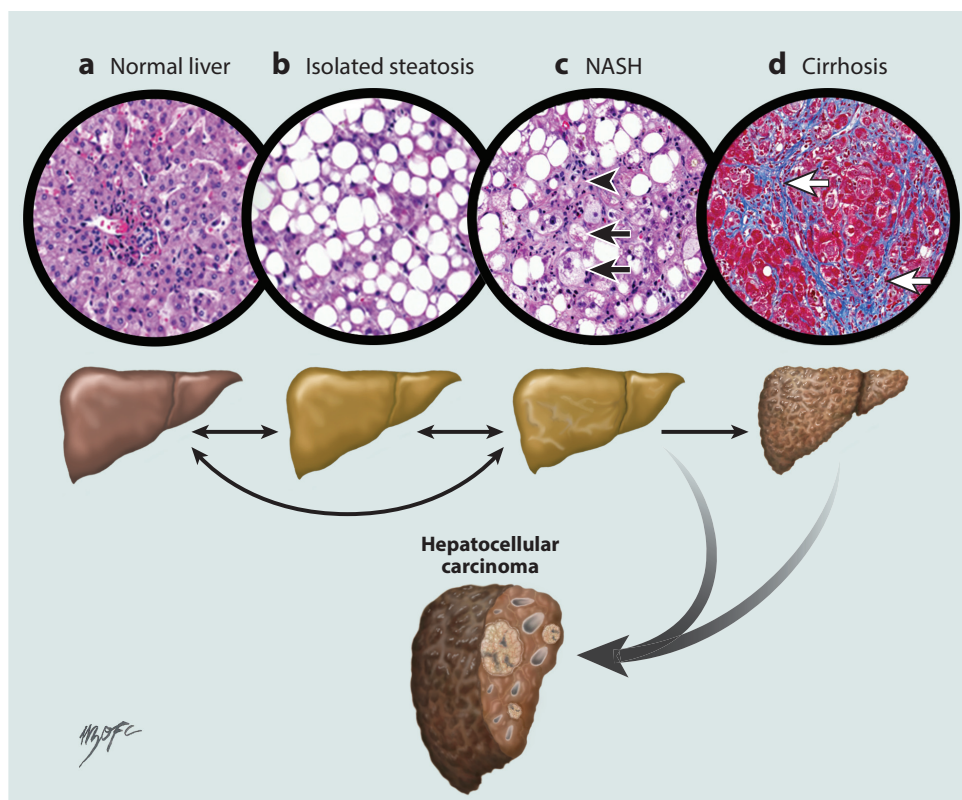 a Normal liver
b Isolated steatosis
c NASH
d Cirrhosis
Hepatocellular
carcinoma